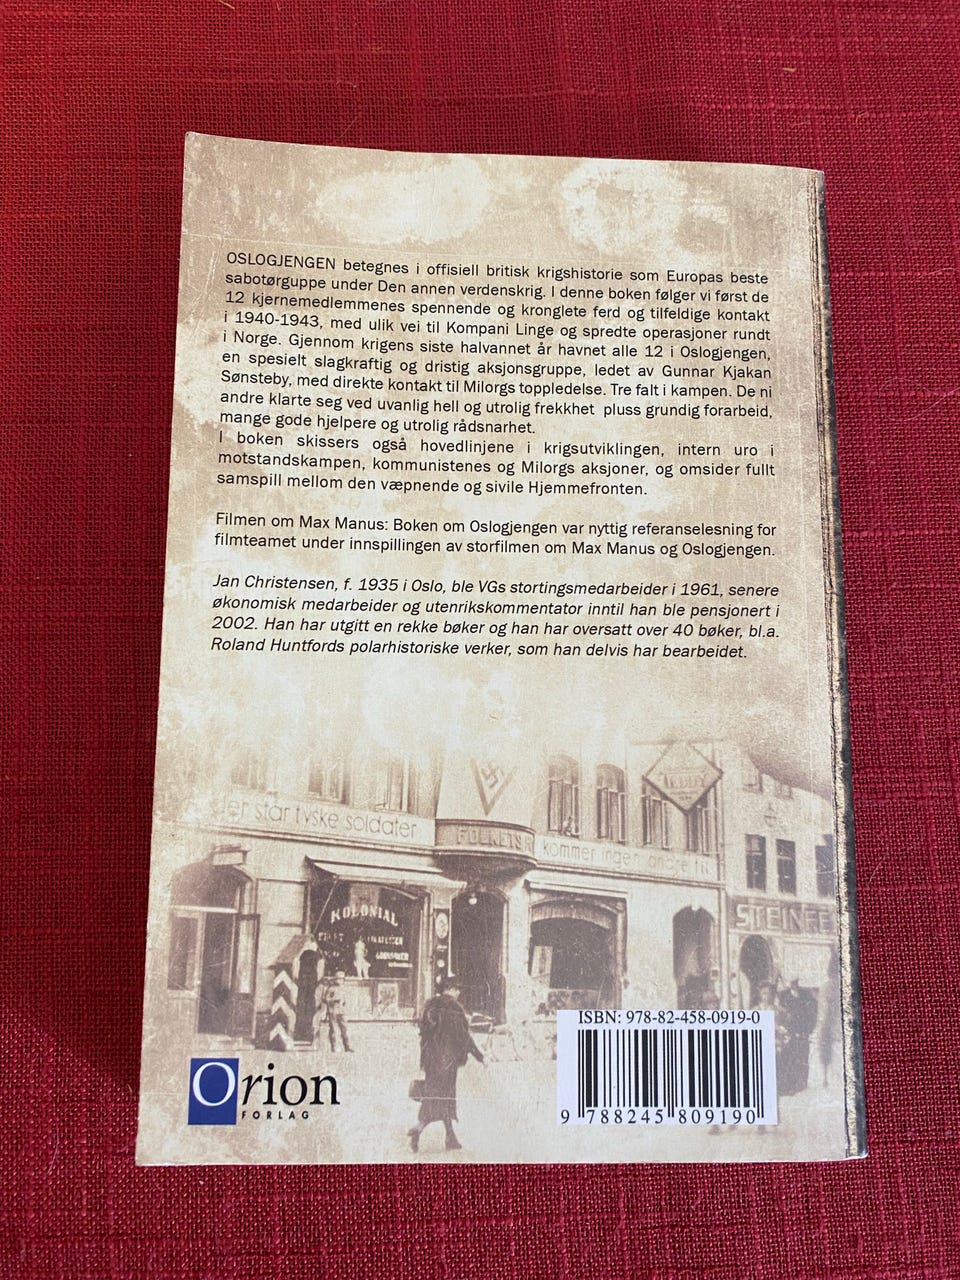 OSLOGJENGEN betegnes i offisiell britisk krigshistorie som Europas beste
sabotørguppe under Den annen verdenskrig. I denne boken følger vi først de
12 kjernemedlemmenes spennende og kronglete ferd og tilfeldige kontakt
i 1940-1943, med ulik vei til Kompani Linge og spredte operasjoner rundt
i Norge. Gjennom krigens siste halvannet år havnet alle 12 i Oslogjengen,
en spesielt slagkraftig og dristig aksjonsgruppe, ledet av Gunnar Kjakan
Sønsteby, med direkte kontakt til Milorgs toppledelse. Tre falt i kampen. De ni
andre klarte seg ved uvanlig hell og utrolig frekkhet pluss grundig forarbeid,
mange gode hjelpere og utrolig rådsnarhet.
I boken skissers også hovedlinjene i krigsutviklingen, intern uro i
motstandskampen, kommunistenes og Milorgs aksjoner, og omsider fullt
samspill mellom den væpnende og sivile Hjemmefronten.
Filmen om Max Manus: Boken om Oslogjengen var nyttig referanselesning for
filmteamet under innspillingen av storfilmen om Max Manus og Oslogjengen.
Jan Christensen, f. 1935 i Oslo, ble VGs stortingsmedarbeider i 1961, senere
økonomisk medarbeider og utenrikskommentator inntil han ble pensjonert i
2002. Han har utgitt en rekke bøker og han har oversatt over 40 bøker, bl.a.
Roland Huntfords polarhistoriske verker, som han delvis har bearbeidet.
der står tyske soldater
FOLKETS
kommer ingen andre
KOLONIAL
STEINFE
ISBN: 978-82-458-0919-0
9 788245 809190
Orion
FORLAG